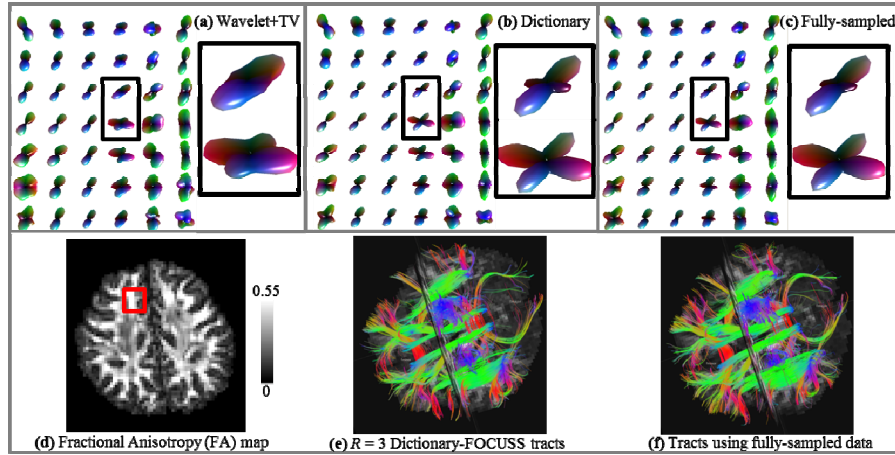 (a) Wavelet+TV
(b) Dictionary
(c) Fully-sampled
0.55
0
(d) Fractional Anisotropy (FA) map
(e) R = 3 Dictionary-FOCUSS tracts
(f) Tracts using fully-sampled data